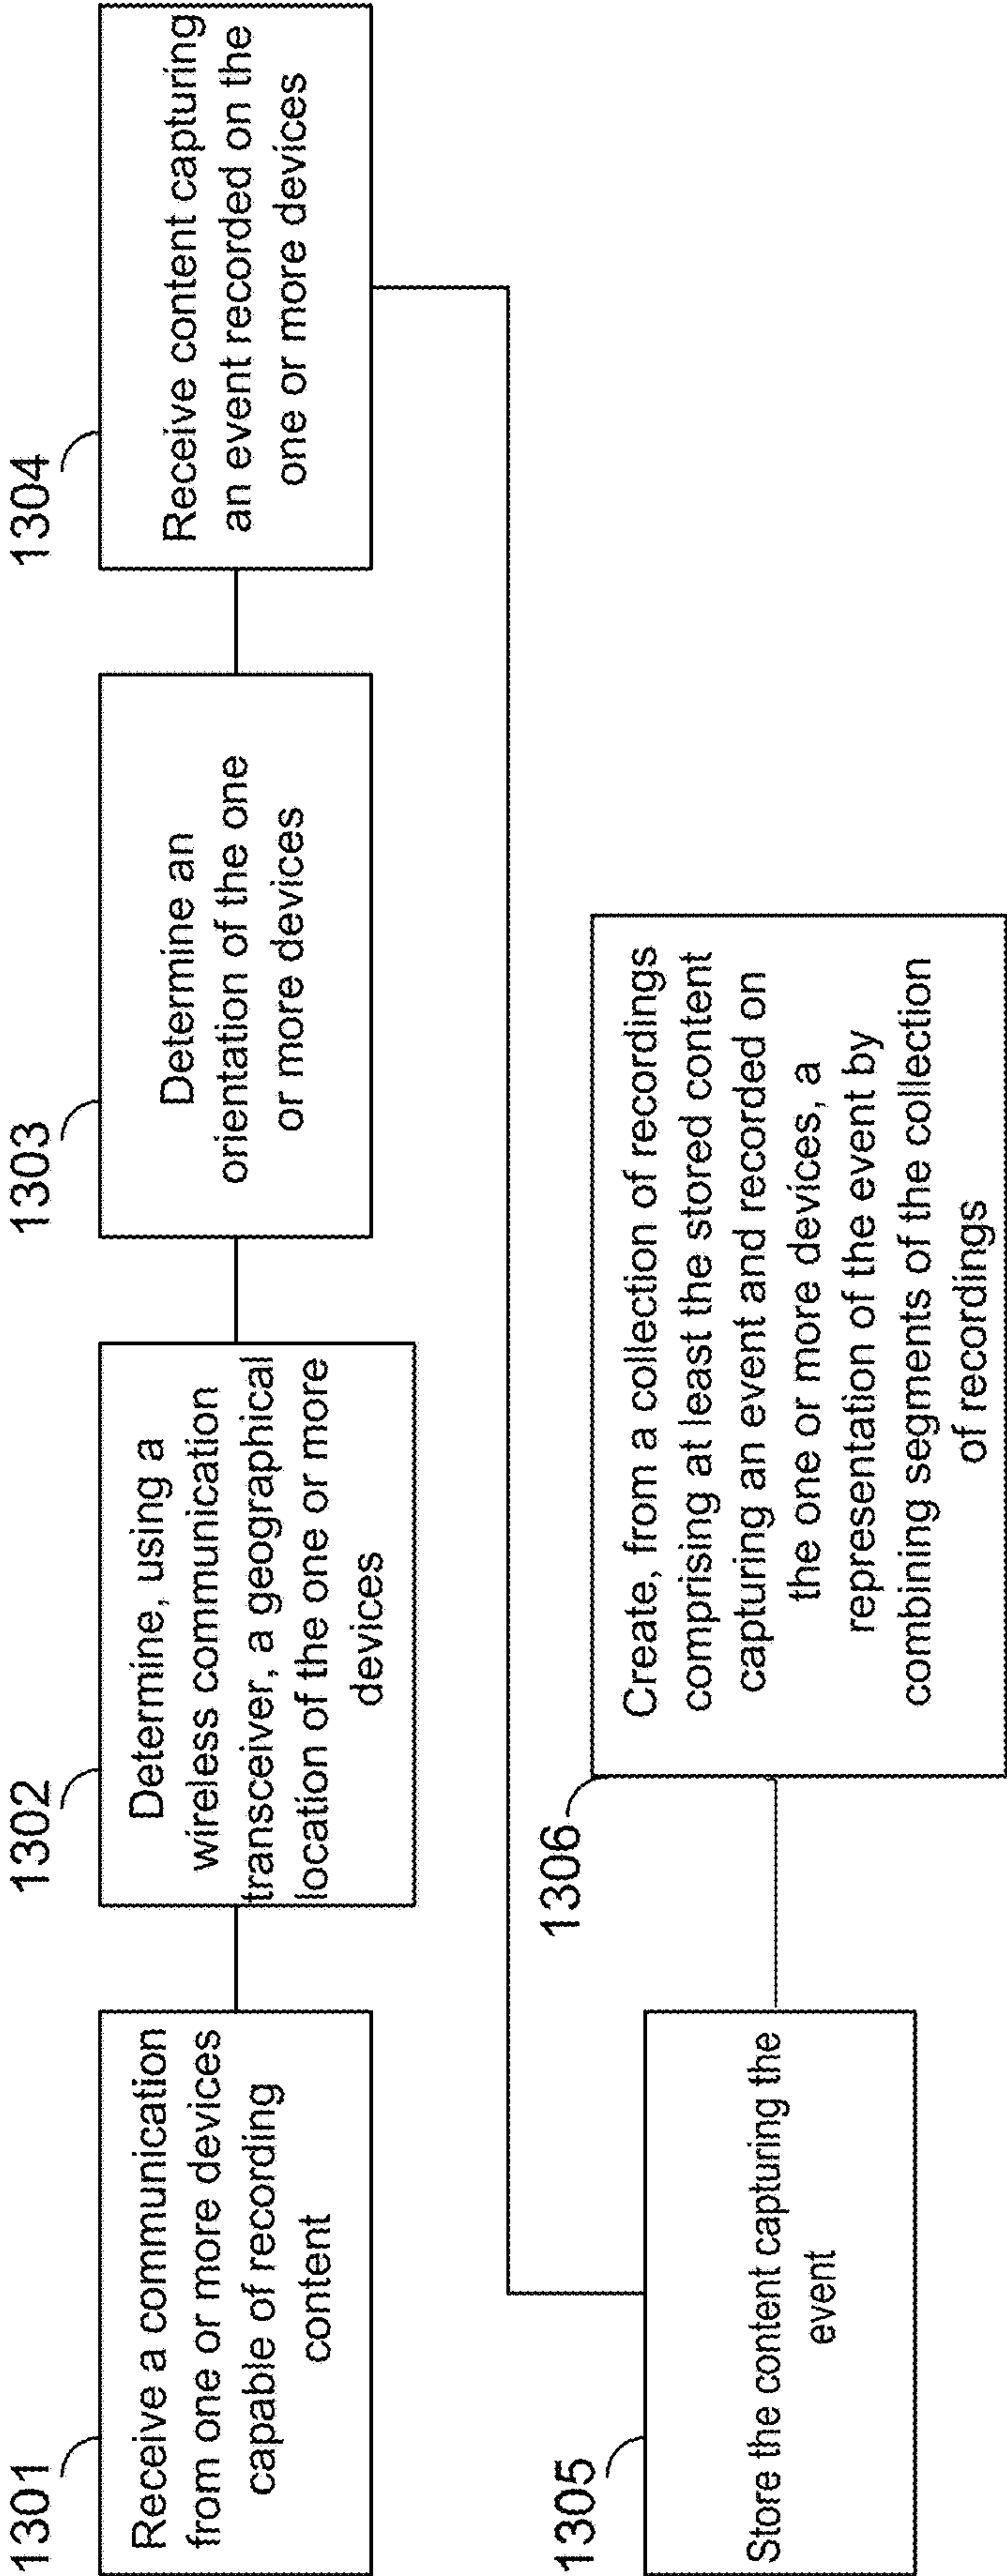 1301
Receive a communication
from one or more devices
capable of recording
content
1302
Determine, using a
wireless communication
transceiver, a geographical
location of the one or more
devices
1303
Determine an
orientation of the one
or more devices
1304
Receive content capturing
an event recorded on the
one or more devices
1305
Store the content capturing the
event
1306
Create, from a collection of recordings
comprising at least the stored content
capturing an event and recorded on
the one or more devices, a
representation of the event by
combining segments of the collection
of recordings